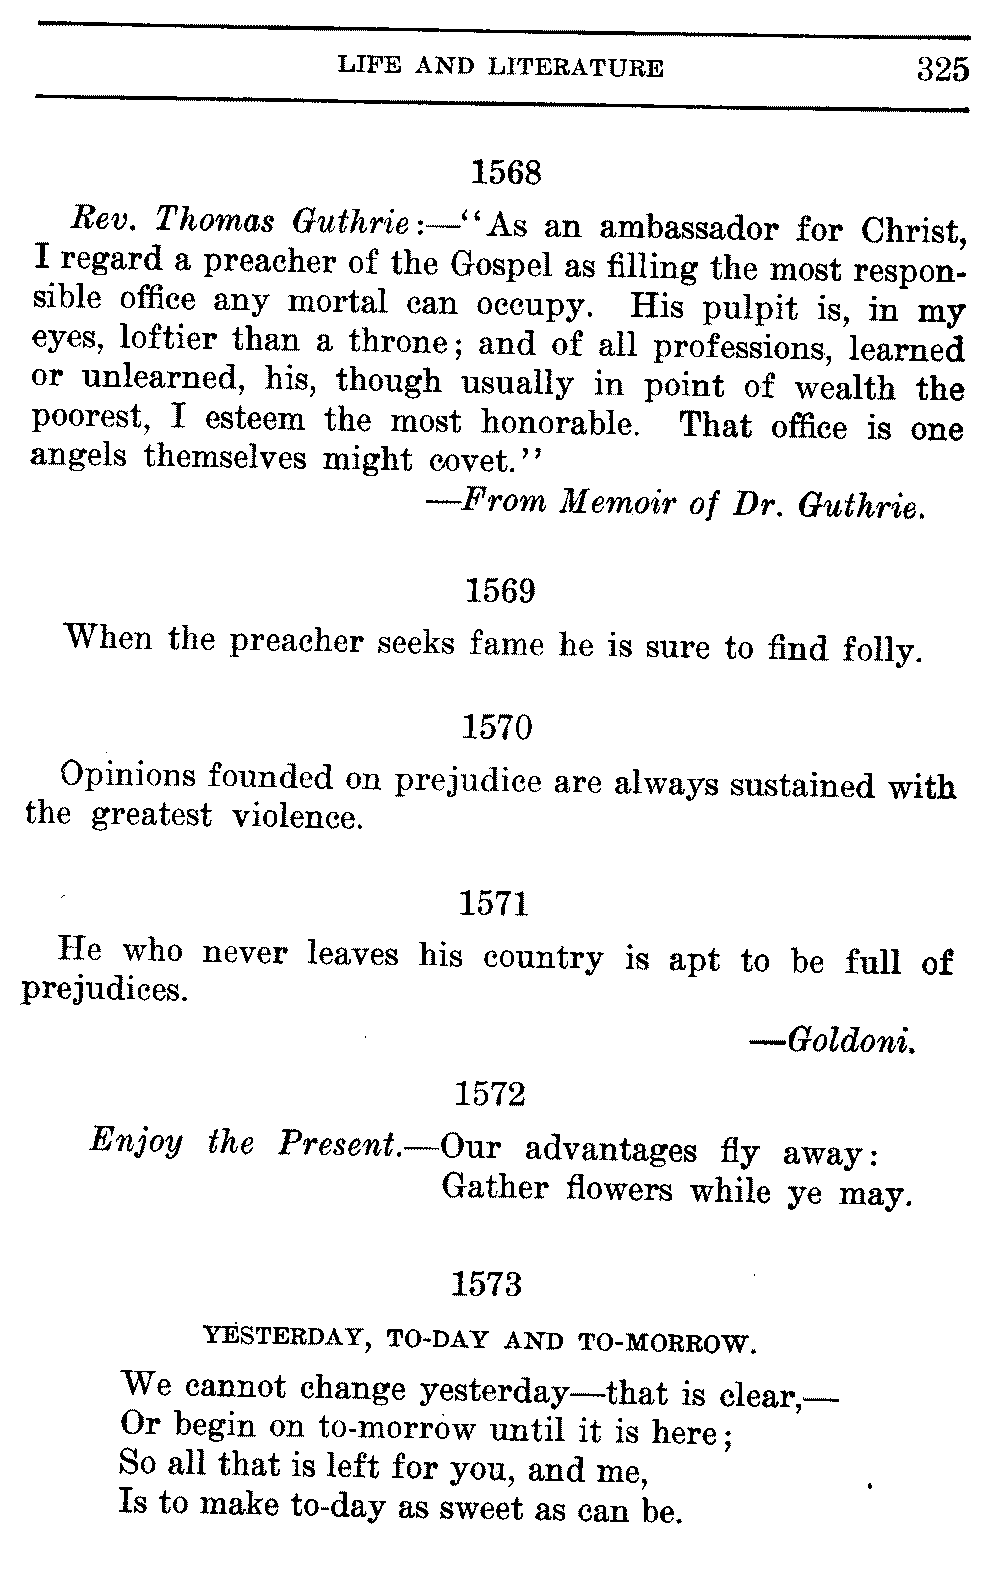 LIFE AND LITERATURE 325
1568
Rev. Thomas Guthrie:—"As an ambassador for Christ,
I regard a preacher of the Gospel as filling the most respon-
sible office any mortal can occupy. His pulpit is, in my
eyes, loftier than a throne; and of all professions, learned
or unlearned, his, though usually in point of wealth the
poorest, I esteem the most honorable. That office is one
angels themselves might covet."
—From Memoir of Dr. Guthrie.
1569
When the preacher seeks fame he is sure to find folly.
1570
Opinions founded on prejudice are always sustained with
the greatest violence.
1571
He who never leaves his country is apt to be full of
prejudices.
—Goldoni.
1572
Enjoy the Present.—Our advantages fly away:
Gather flowers while ye may.
1573
YESTERDAY, TO-DAY AND TO-MORROW.
We cannot change yesterday—that is clear,—
Or begin on to-morrow until it is here;
So all that is left for you, and me,
Is to make to-day as sweet as can be.